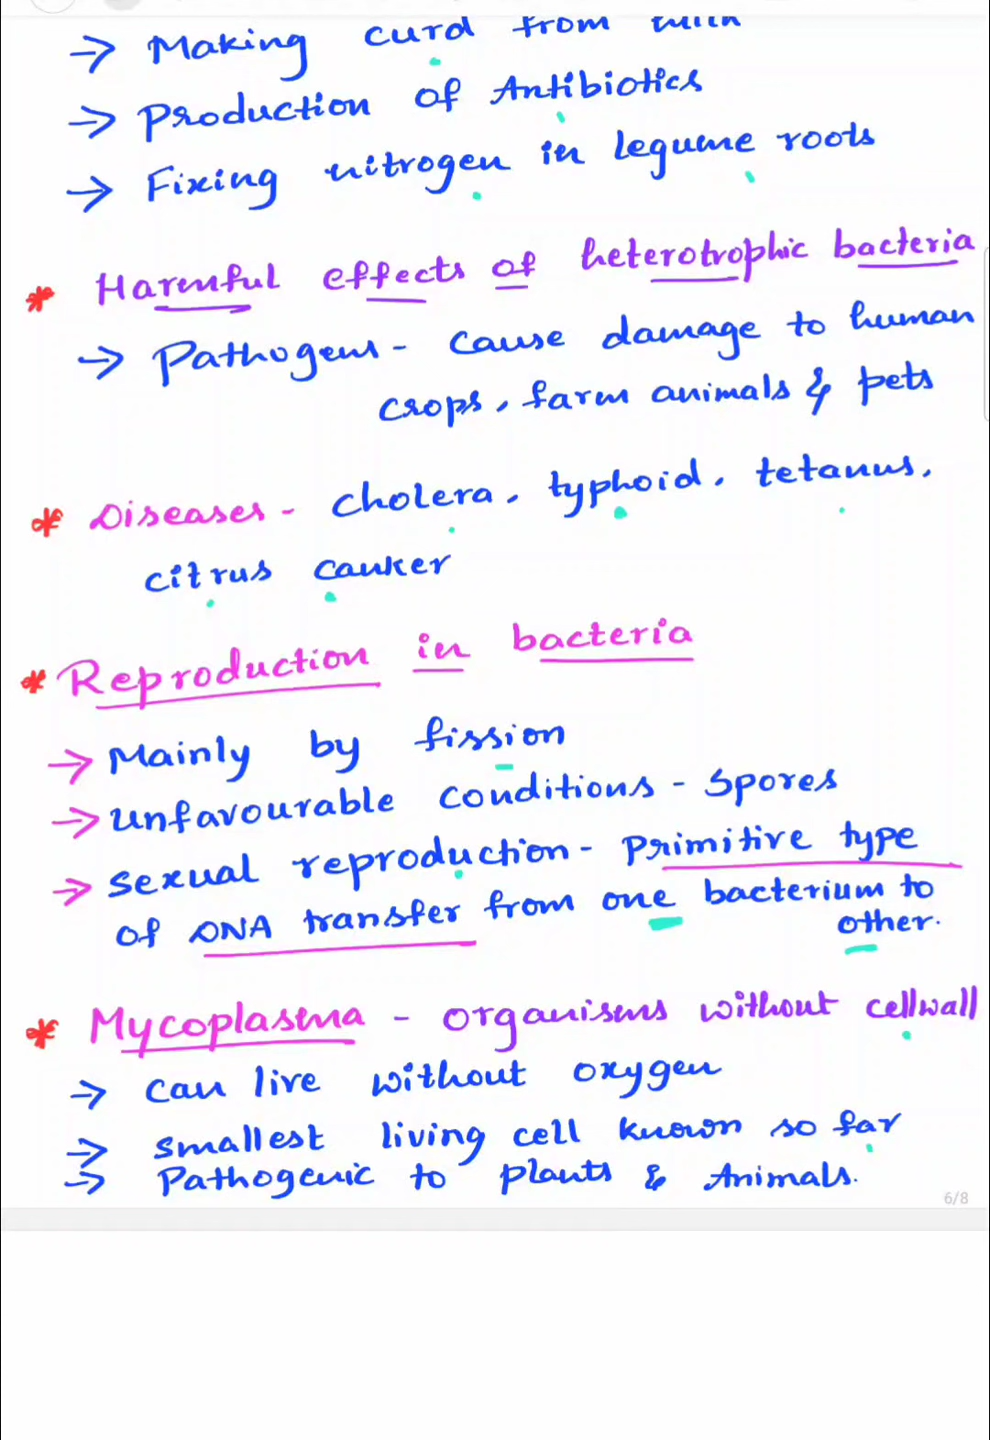 → Making curd from milk
→ Production of Antibiotics
→ Fixing nitrogen in legume roots
* Harmful effects of heterotrophic bacteria
→ Pathogens - cause damage to human
crops, farm animals & pets
* Diseases - cholera, typhoid, tetanus,
citrus canker
* Reproduction in bacteria
→ Mainly by fission
→ unfavourable conditions - spores
→ sexual reproduction - Primitive type
of DNA transfer from one bacterium to
other.
* Mycoplasma - organisms without cellwall
→ can live without oxygen
→ smallest living cell known so far
→ Pathogenic to plants & Animals.
6/8